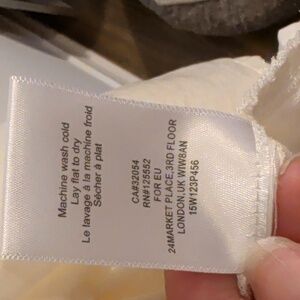 Machine wash cold
Lay flat to dry
Le lavage à la machine froid
Séche à plat
CA#32054
RN#125552
FOR EU
24MARKET PLACE,3RD FLOOR
LONDON,UK W1W8AN
15W123P456